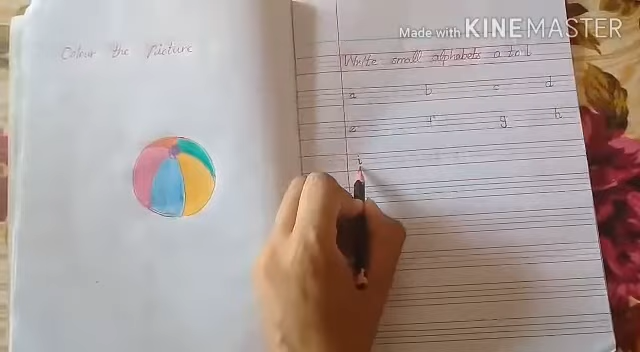 Made with KINEMASTER
Colour the Picture
Write small alphabets a to l
a b c d
e f g h
i